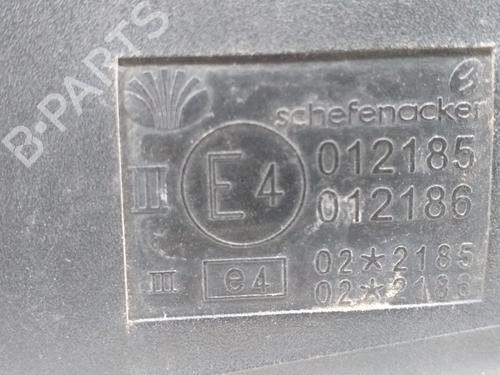 B-PARTS
schefenacker
III E4 012185
012186
III e4 02*2185
02*2186